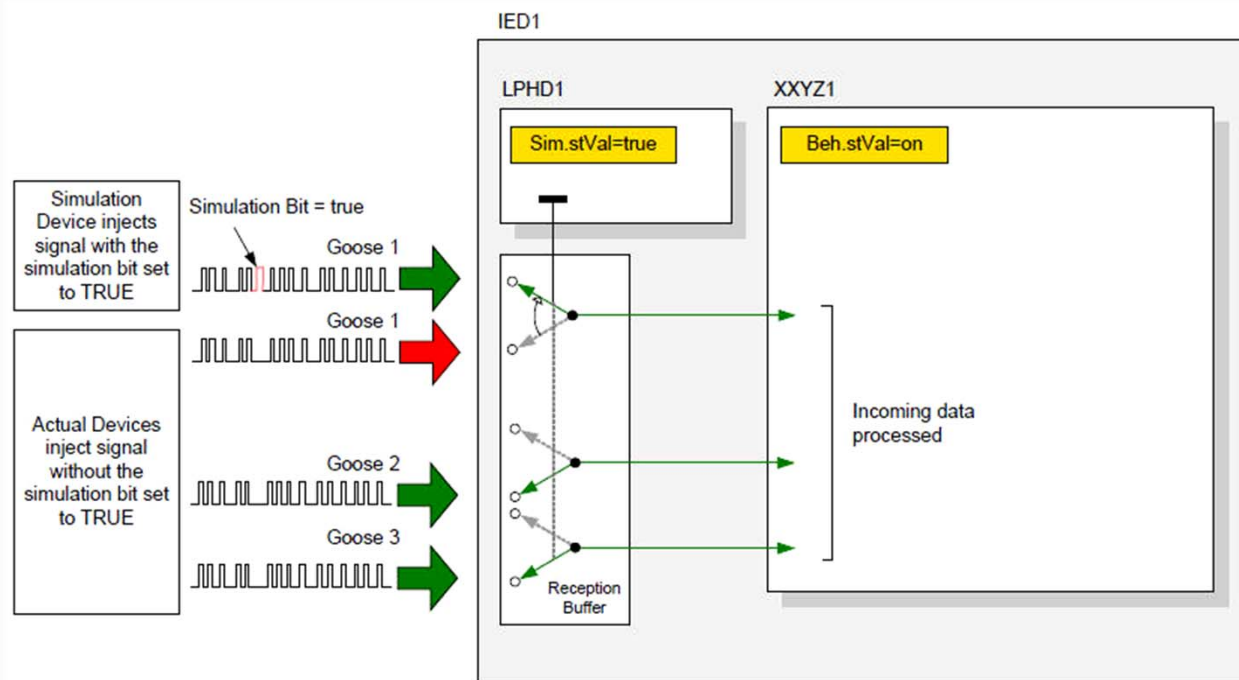 IED1
LPHD1
XXYZ1
Sim.stVal=true
Beh.stVal=on
Simulation
Device injects
signal with the
simulation bit set
to TRUE
Simulation Bit = true
Goose 1
Goose 1
Actual Devices
inject signal
without the
simulation bit set
to TRUE
Goose 2
Goose 3
Reception
Buffer
Incoming data
processed